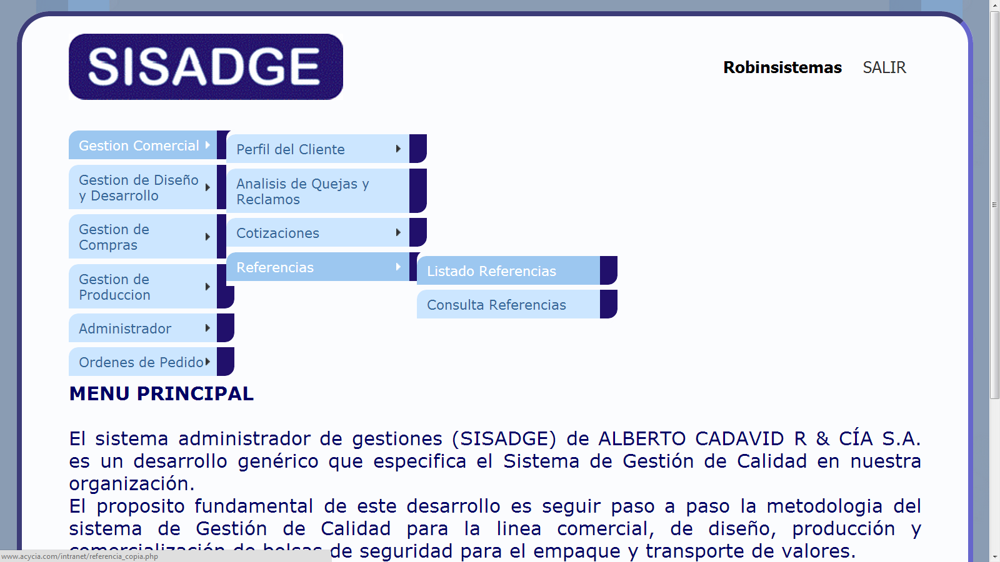 SISADGE
Robinsistemas SALIR
Gestion Comercial
Gestion de Diseño
y Desarrollo
Gestion de
Compras
Gestion de
Produccion
Administrador
Ordenes de Pedido
Perfil del Cliente
Analisis de Quejas y
Reclamos
Cotizaciones
Referencias
Listado Referencias
Consulta Referencias
MENU PRINCIPAL
El sistema administrador de gestiones (SISADGE) de ALBERTO CADAVID R & CÍA S.A.
es un desarrollo genérico que especifica el Sistema de Gestión de Calidad en nuestra
organización.
El proposito fundamental de este desarrollo es seguir paso a paso la metodologia del
sistema de Gestión de Calidad para la linea comercial, de diseño, producción y
comercialización de bolsas de seguridad para el empaque y transporte de valores.
www.acycia.com/intranet/referencia_copia.php